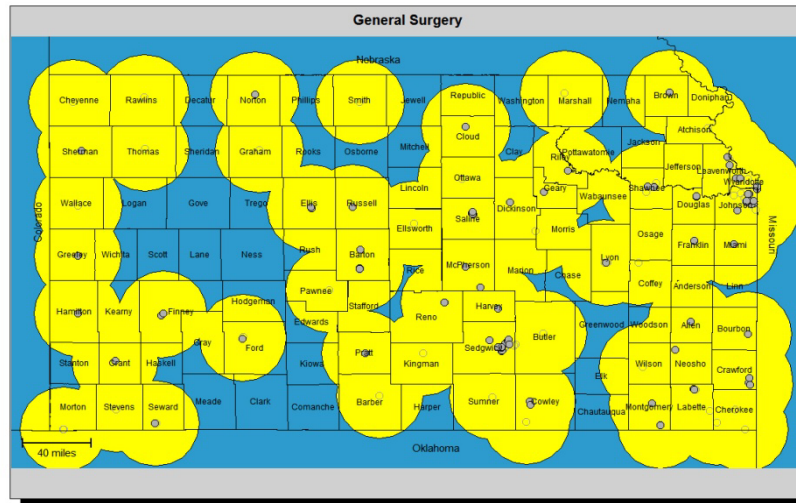 General Surgery
Nebraska
Cheyenne Rawlins Decatur Norton Phillips Smith Jewell Republic Washington Marshall Nemaha Brown Doniphan
Sherman Thomas Sheridan Graham Rooks Osborne Mitchell Cloud Clay Riley Pottawatomie Jackson Atchison
Jefferson Leavenworth
Wyandotte
Wallace Logan Gove Trego Ellis Russell Lincoln Ottawa Dickinson Geary Wabaunsee Shawnee Douglas Johnson
Colorado
Missouri
Greeley Wichita Scott Lane Ness Rush Barton Ellsworth Saline Morris Osage Franklin Miami
Rice McPherson Marion Chase Lyon Coffey Anderson Linn
Hamilton Kearny Finney Hodgeman Pawnee Stafford
Gray Ford Edwards Reno Harvey Greenwood Woodson Allen Bourbon
Stanton Grant Haskell Kiowa Pratt Kingman Sedgwick Butler Elk Wilson Neosho Crawford
Morton Stevens Seward Meade Clark Comanche Barber Harper Sumner Cowley Chautauqua Montgomery Labette Cherokee
40 miles
Oklahoma